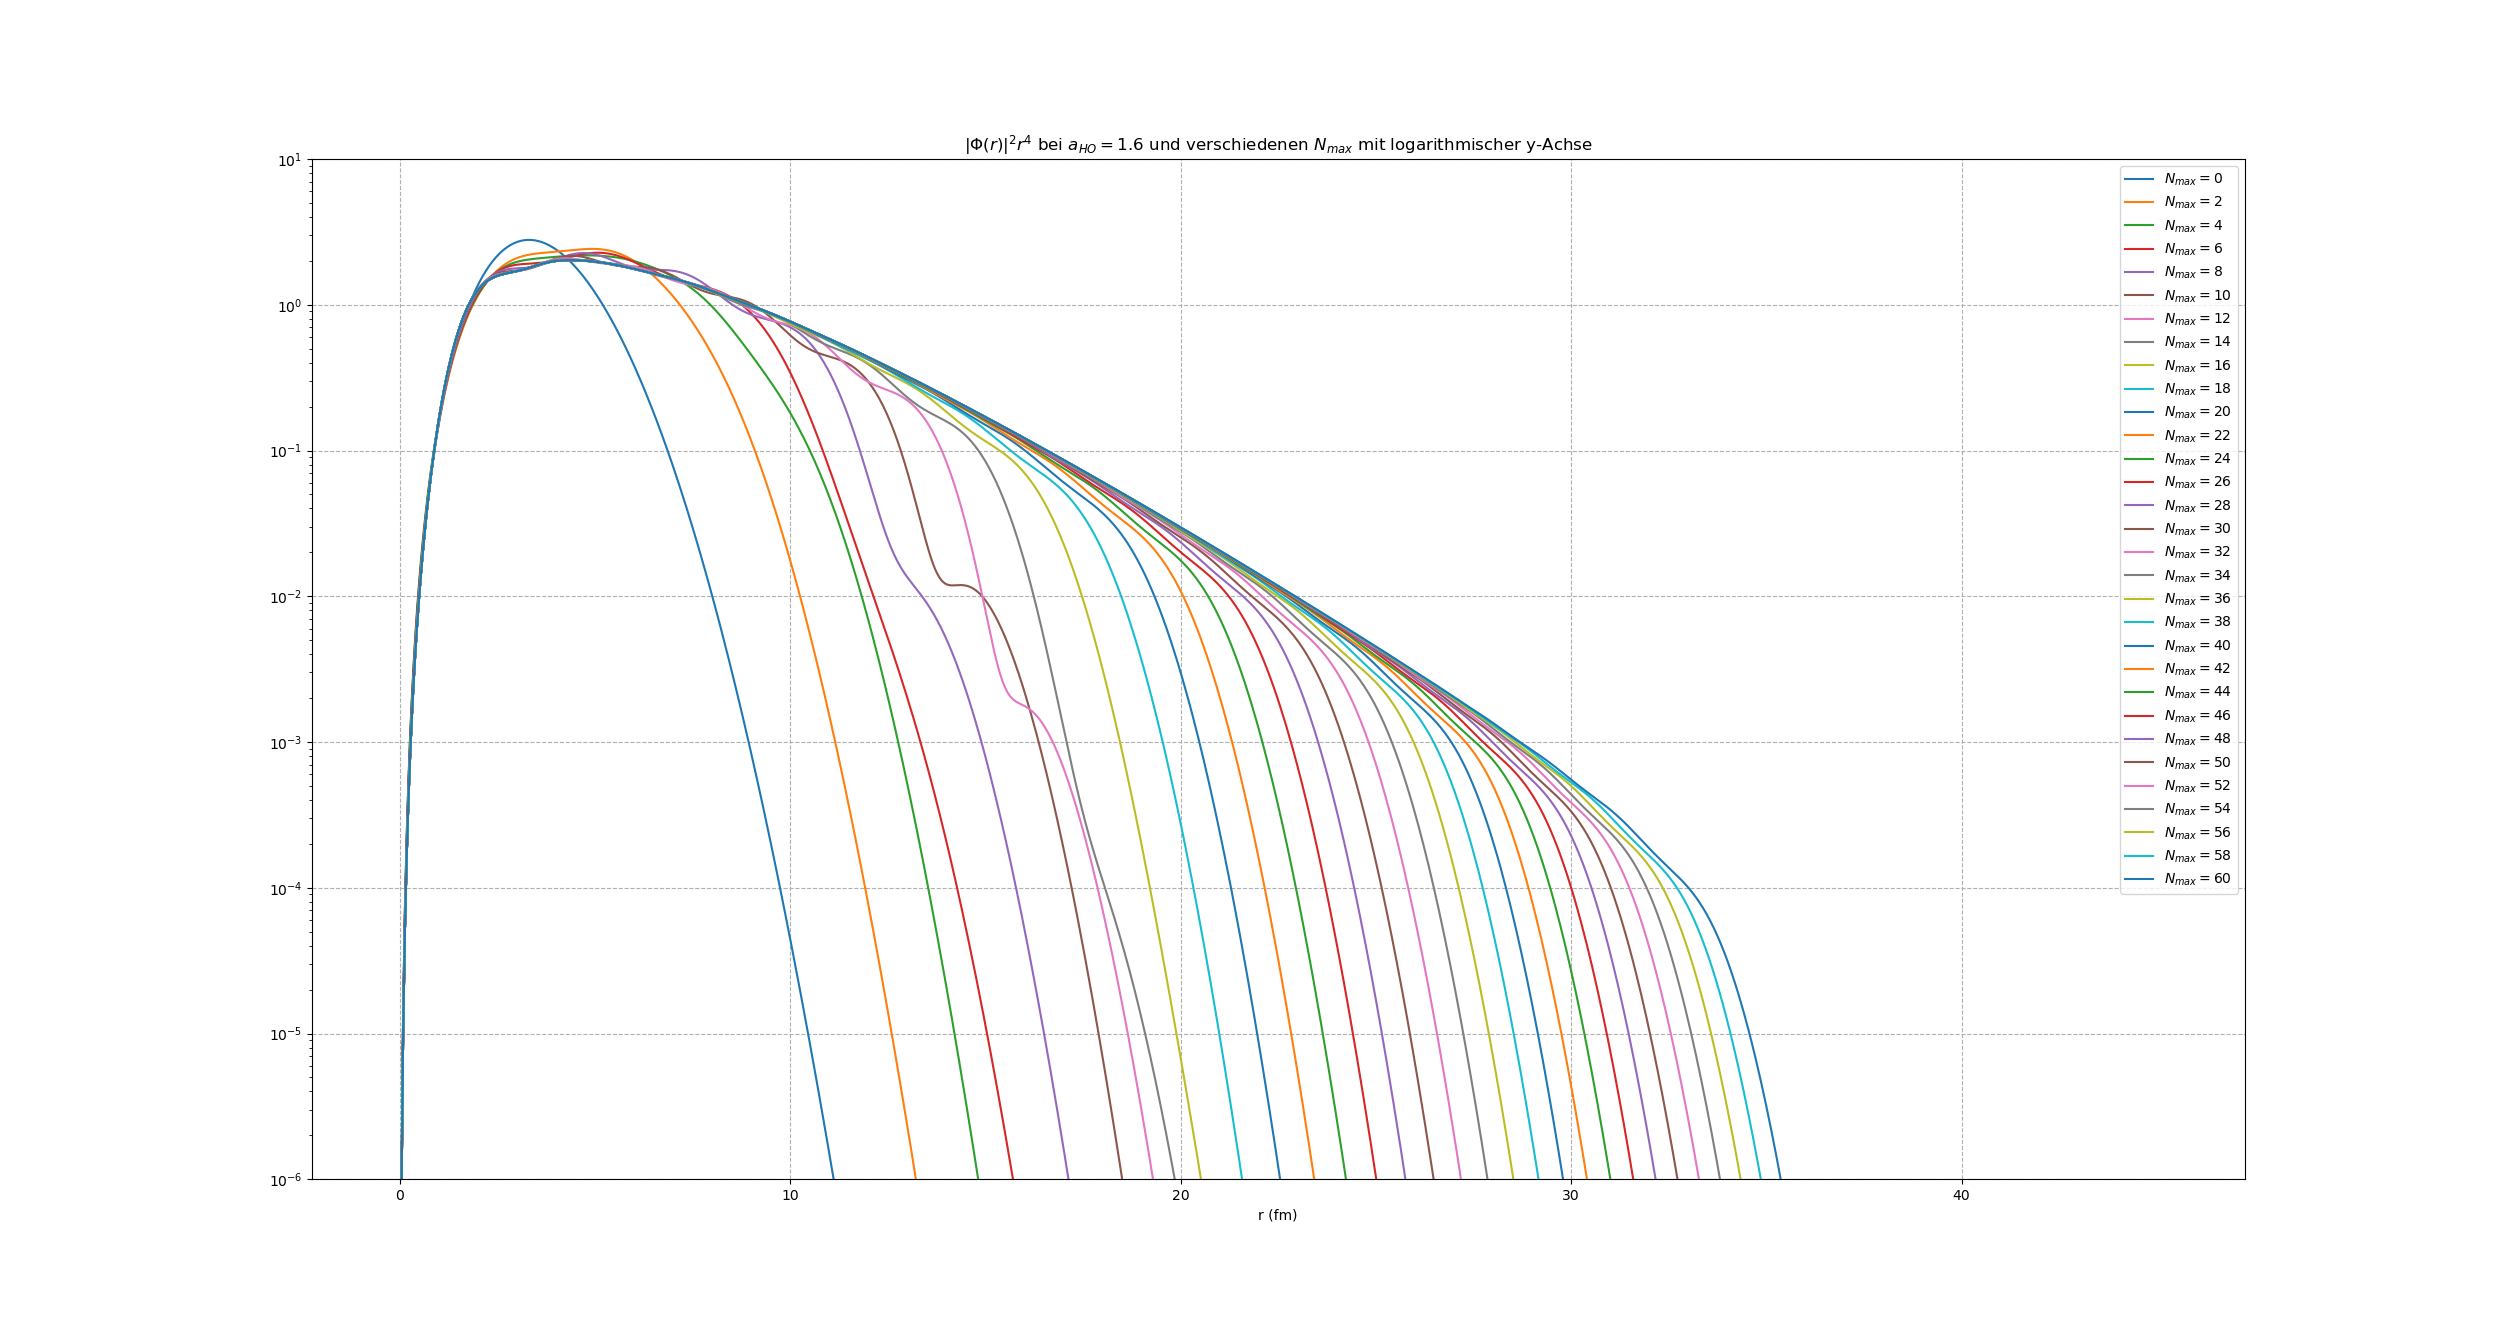 |Φ(r)|²r⁴ bei a_HO = 1.6 und verschiedenen N_max mit logarithmischer y-Achse
10¹
10⁰
10⁻¹
10⁻²
10⁻³
10⁻⁴
10⁻⁵
10⁻⁶
N_max = 0
N_max = 2
N_max = 4
N_max = 6
N_max = 8
N_max = 10
N_max = 12
N_max = 14
N_max = 16
N_max = 18
N_max = 20
N_max = 22
N_max = 24
N_max = 26
N_max = 28
N_max = 30
N_max = 32
N_max = 34
N_max = 36
N_max = 38
N_max = 40
N_max = 42
N_max = 44
N_max = 46
N_max = 48
N_max = 50
N_max = 52
N_max = 54
N_max = 56
N_max = 58
N_max = 60
0 10 20 30 40
r (fm)